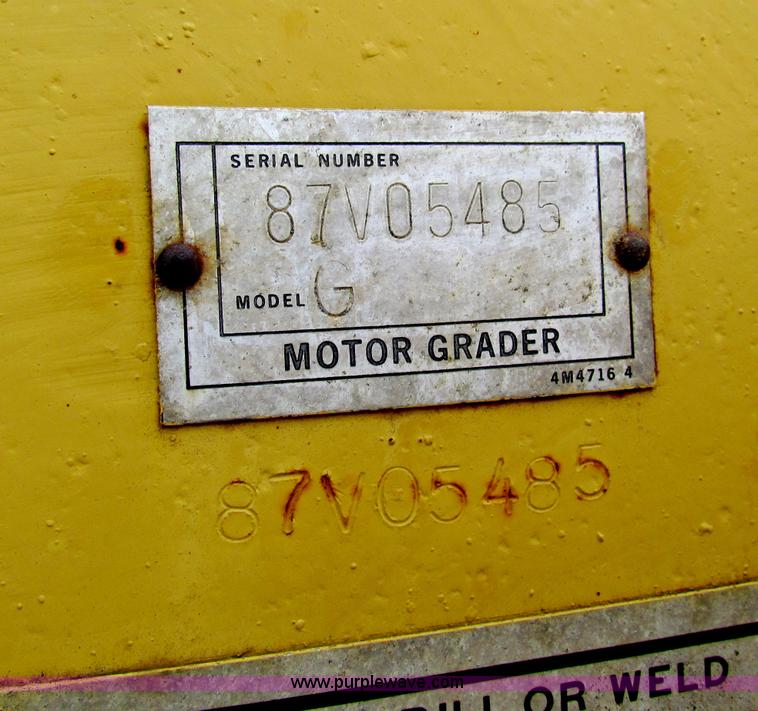 SERIAL NUMBER
87V05485
MODEL G
MOTOR GRADER
4M4716 4
87V05485
OR WELD
www.purplewave.com